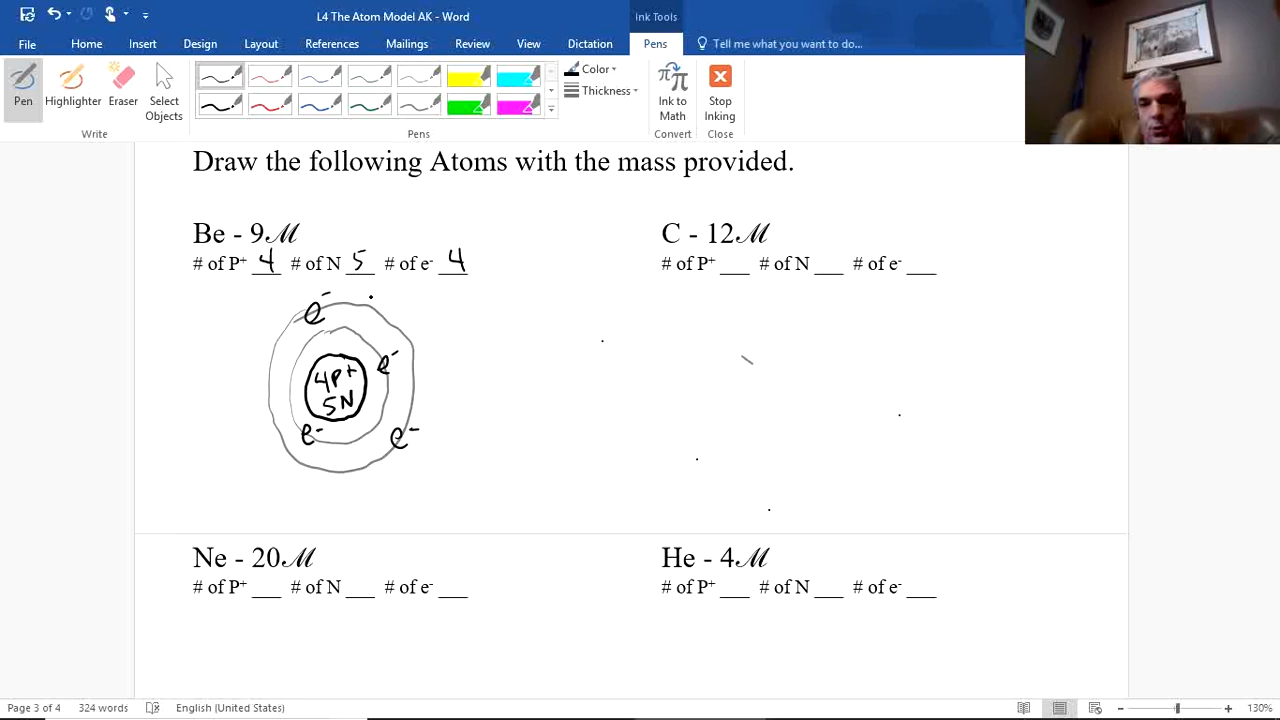 L4 The Atom Model AK - Word
Ink Tools
File Home Insert Design Layout References Mailings Review View Dictation Pens Tell me what you want to do...
Pen Highlighter Eraser Select Objects
Color
Thickness
Ink to Math
Stop Inking
Write Pens Convert Close
Draw the following Atoms with the mass provided.
Be - 9ℳ
# of P⁺ 4 # of N 5 # of e⁻ 4
e⁻
e⁻
4P+
5N
e⁻
e⁻
C - 12ℳ
# of P⁺ ___ # of N ___ # of e⁻ ___
Ne - 20ℳ
# of P⁺ ___ # of N ___ # of e⁻ ___
He - 4ℳ
# of P⁺ ___ # of N ___ # of e⁻ ___
Page 3 of 4 324 words English (United States) 130%